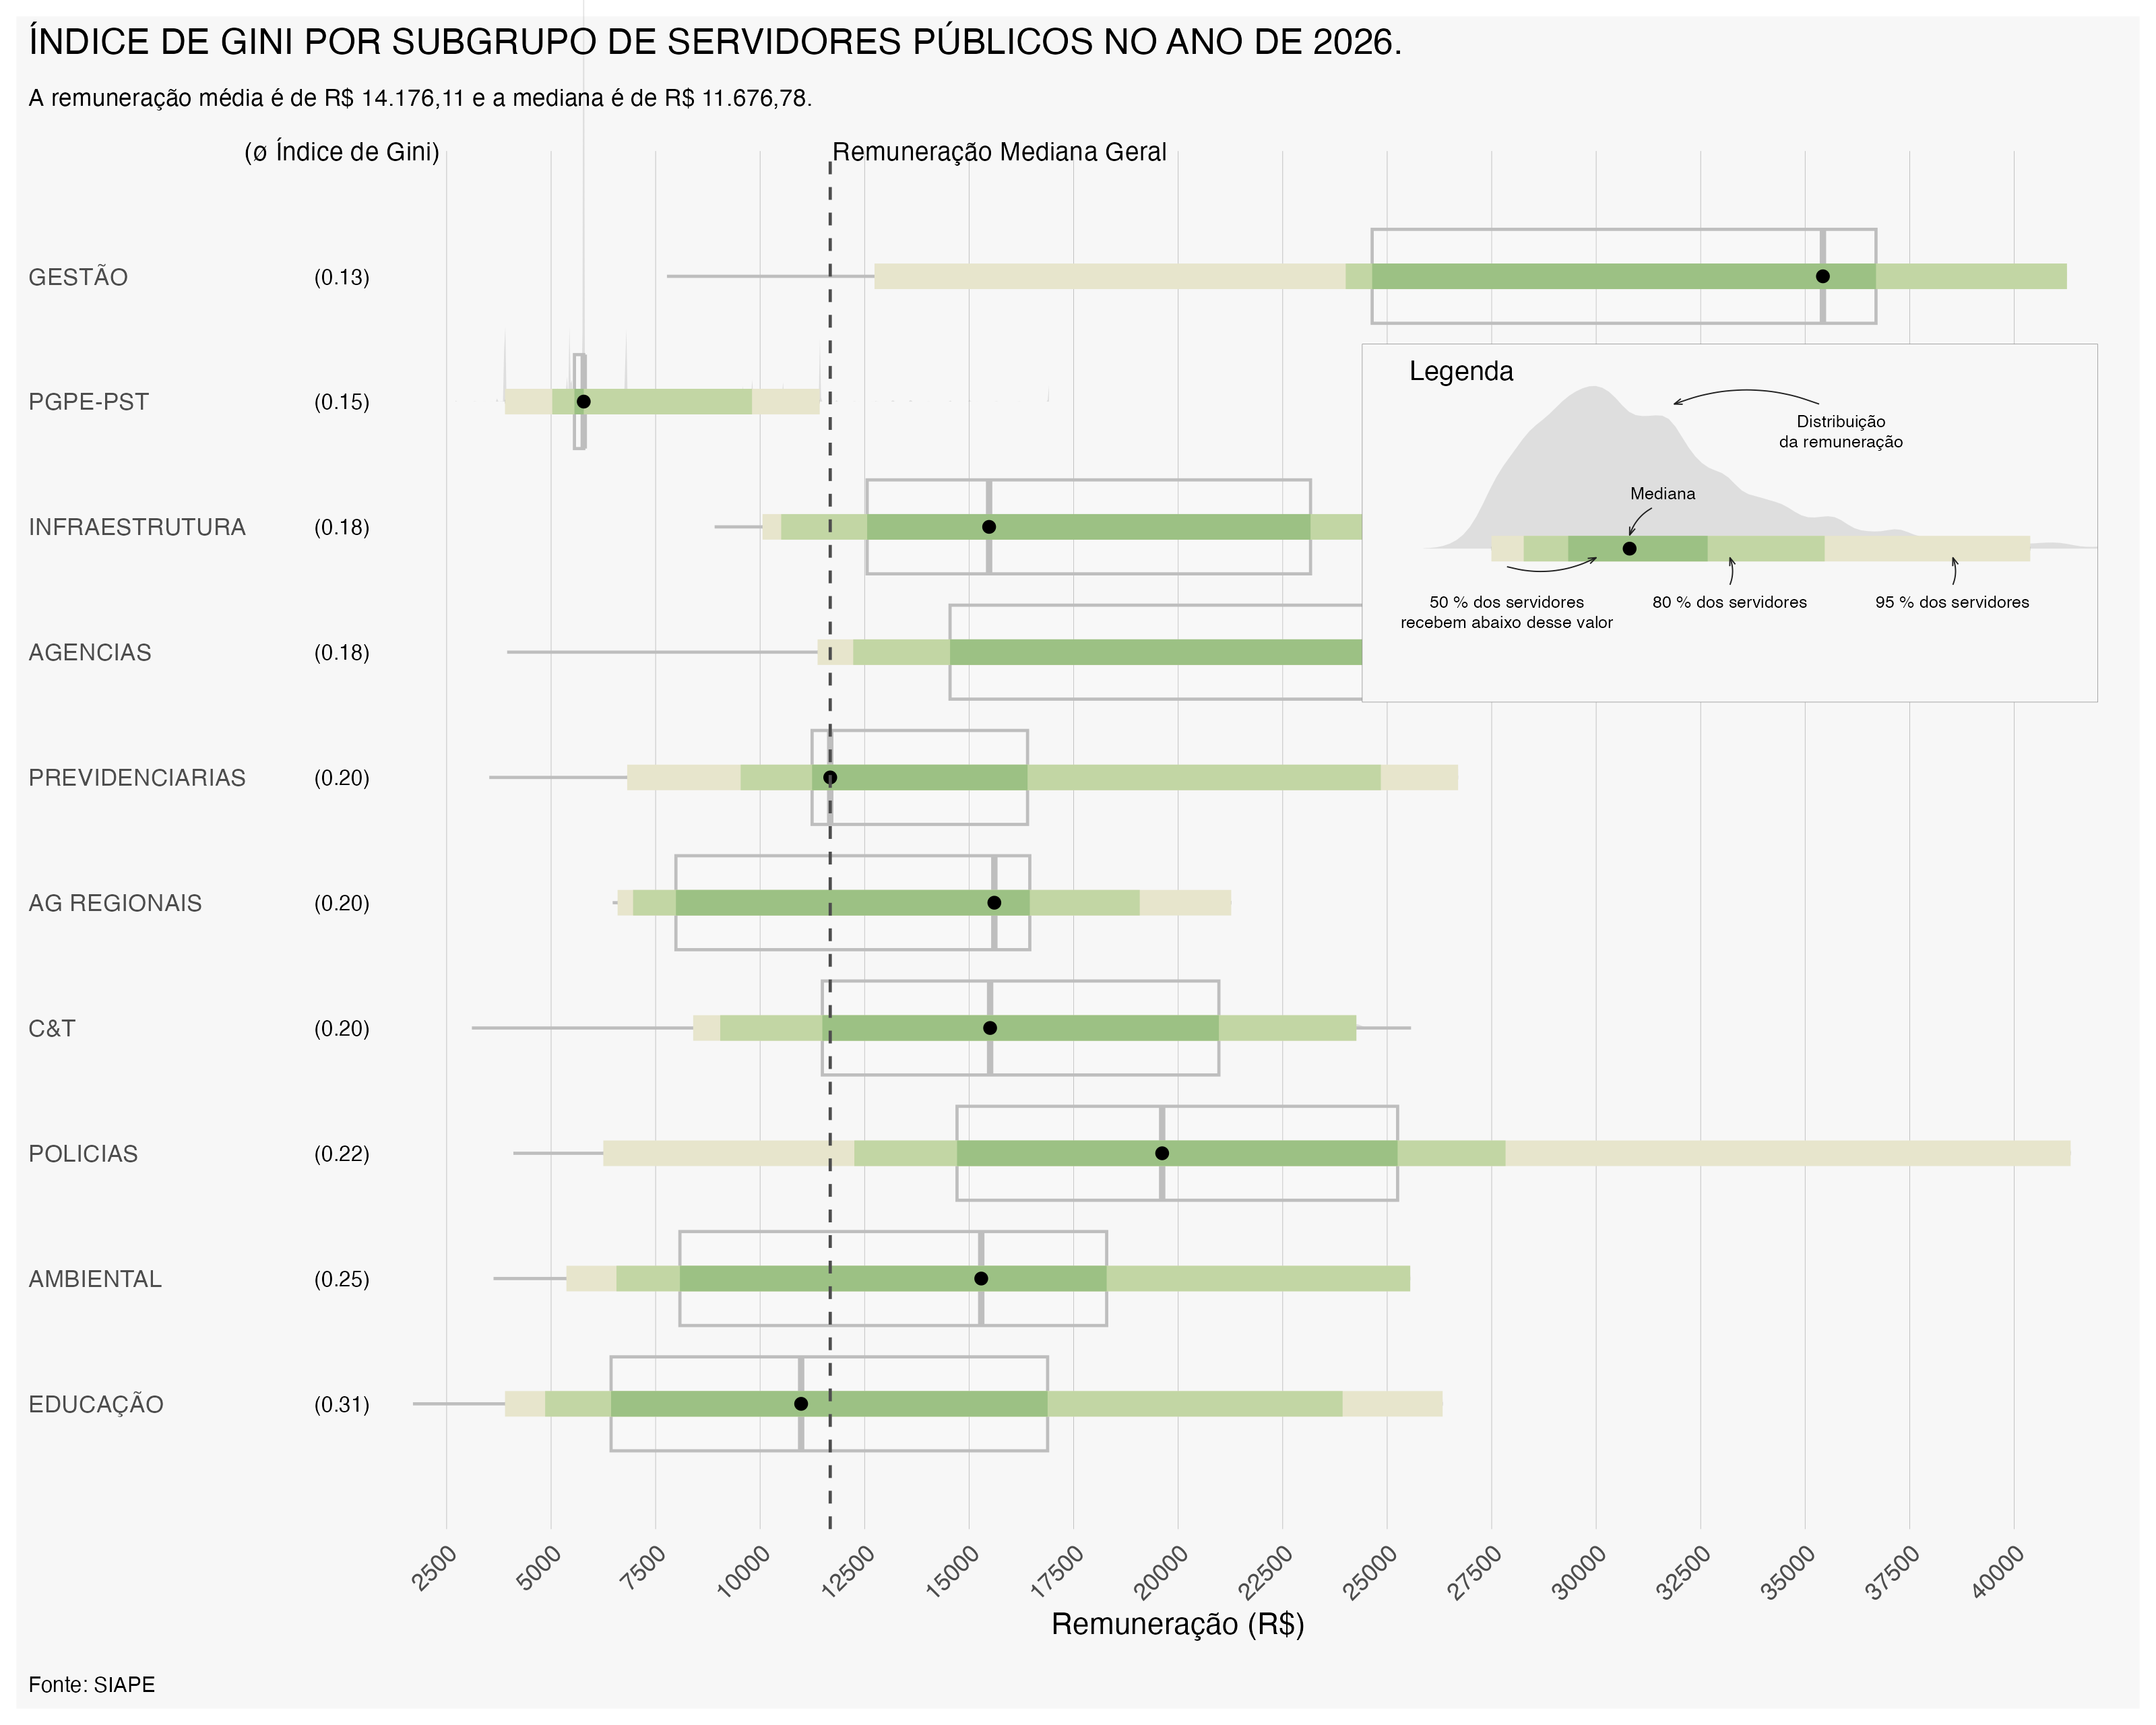 ÍNDICE DE GINI POR SUBGRUPO DE SERVIDORES PÚBLICOS NO ANO DE 2026.
A remuneração média é de R$ 14.176,11 e a mediana é de R$ 11.676,78.
(ø Índice de Gini) Remuneração Mediana Geral
GESTÃO (0.13)
PGPE-PST (0.15)
INFRAESTRUTURA (0.18)
AGENCIAS (0.18)
PREVIDENCIARIAS (0.20)
AG REGIONAIS (0.20)
C&T (0.20)
POLICIAS (0.22)
AMBIENTAL (0.25)
EDUCAÇÃO (0.31)
Legenda
Distribuição
da remuneração
Mediana
50 % dos servidores
recebem abaixo desse valor
80 % dos servidores
95 % dos servidores
2500 5000 7500 10000 12500 15000 17500 20000 22500 25000 27500 30000 32500 35000 37500 40000
Remuneração (R$)
Fonte: SIAPE